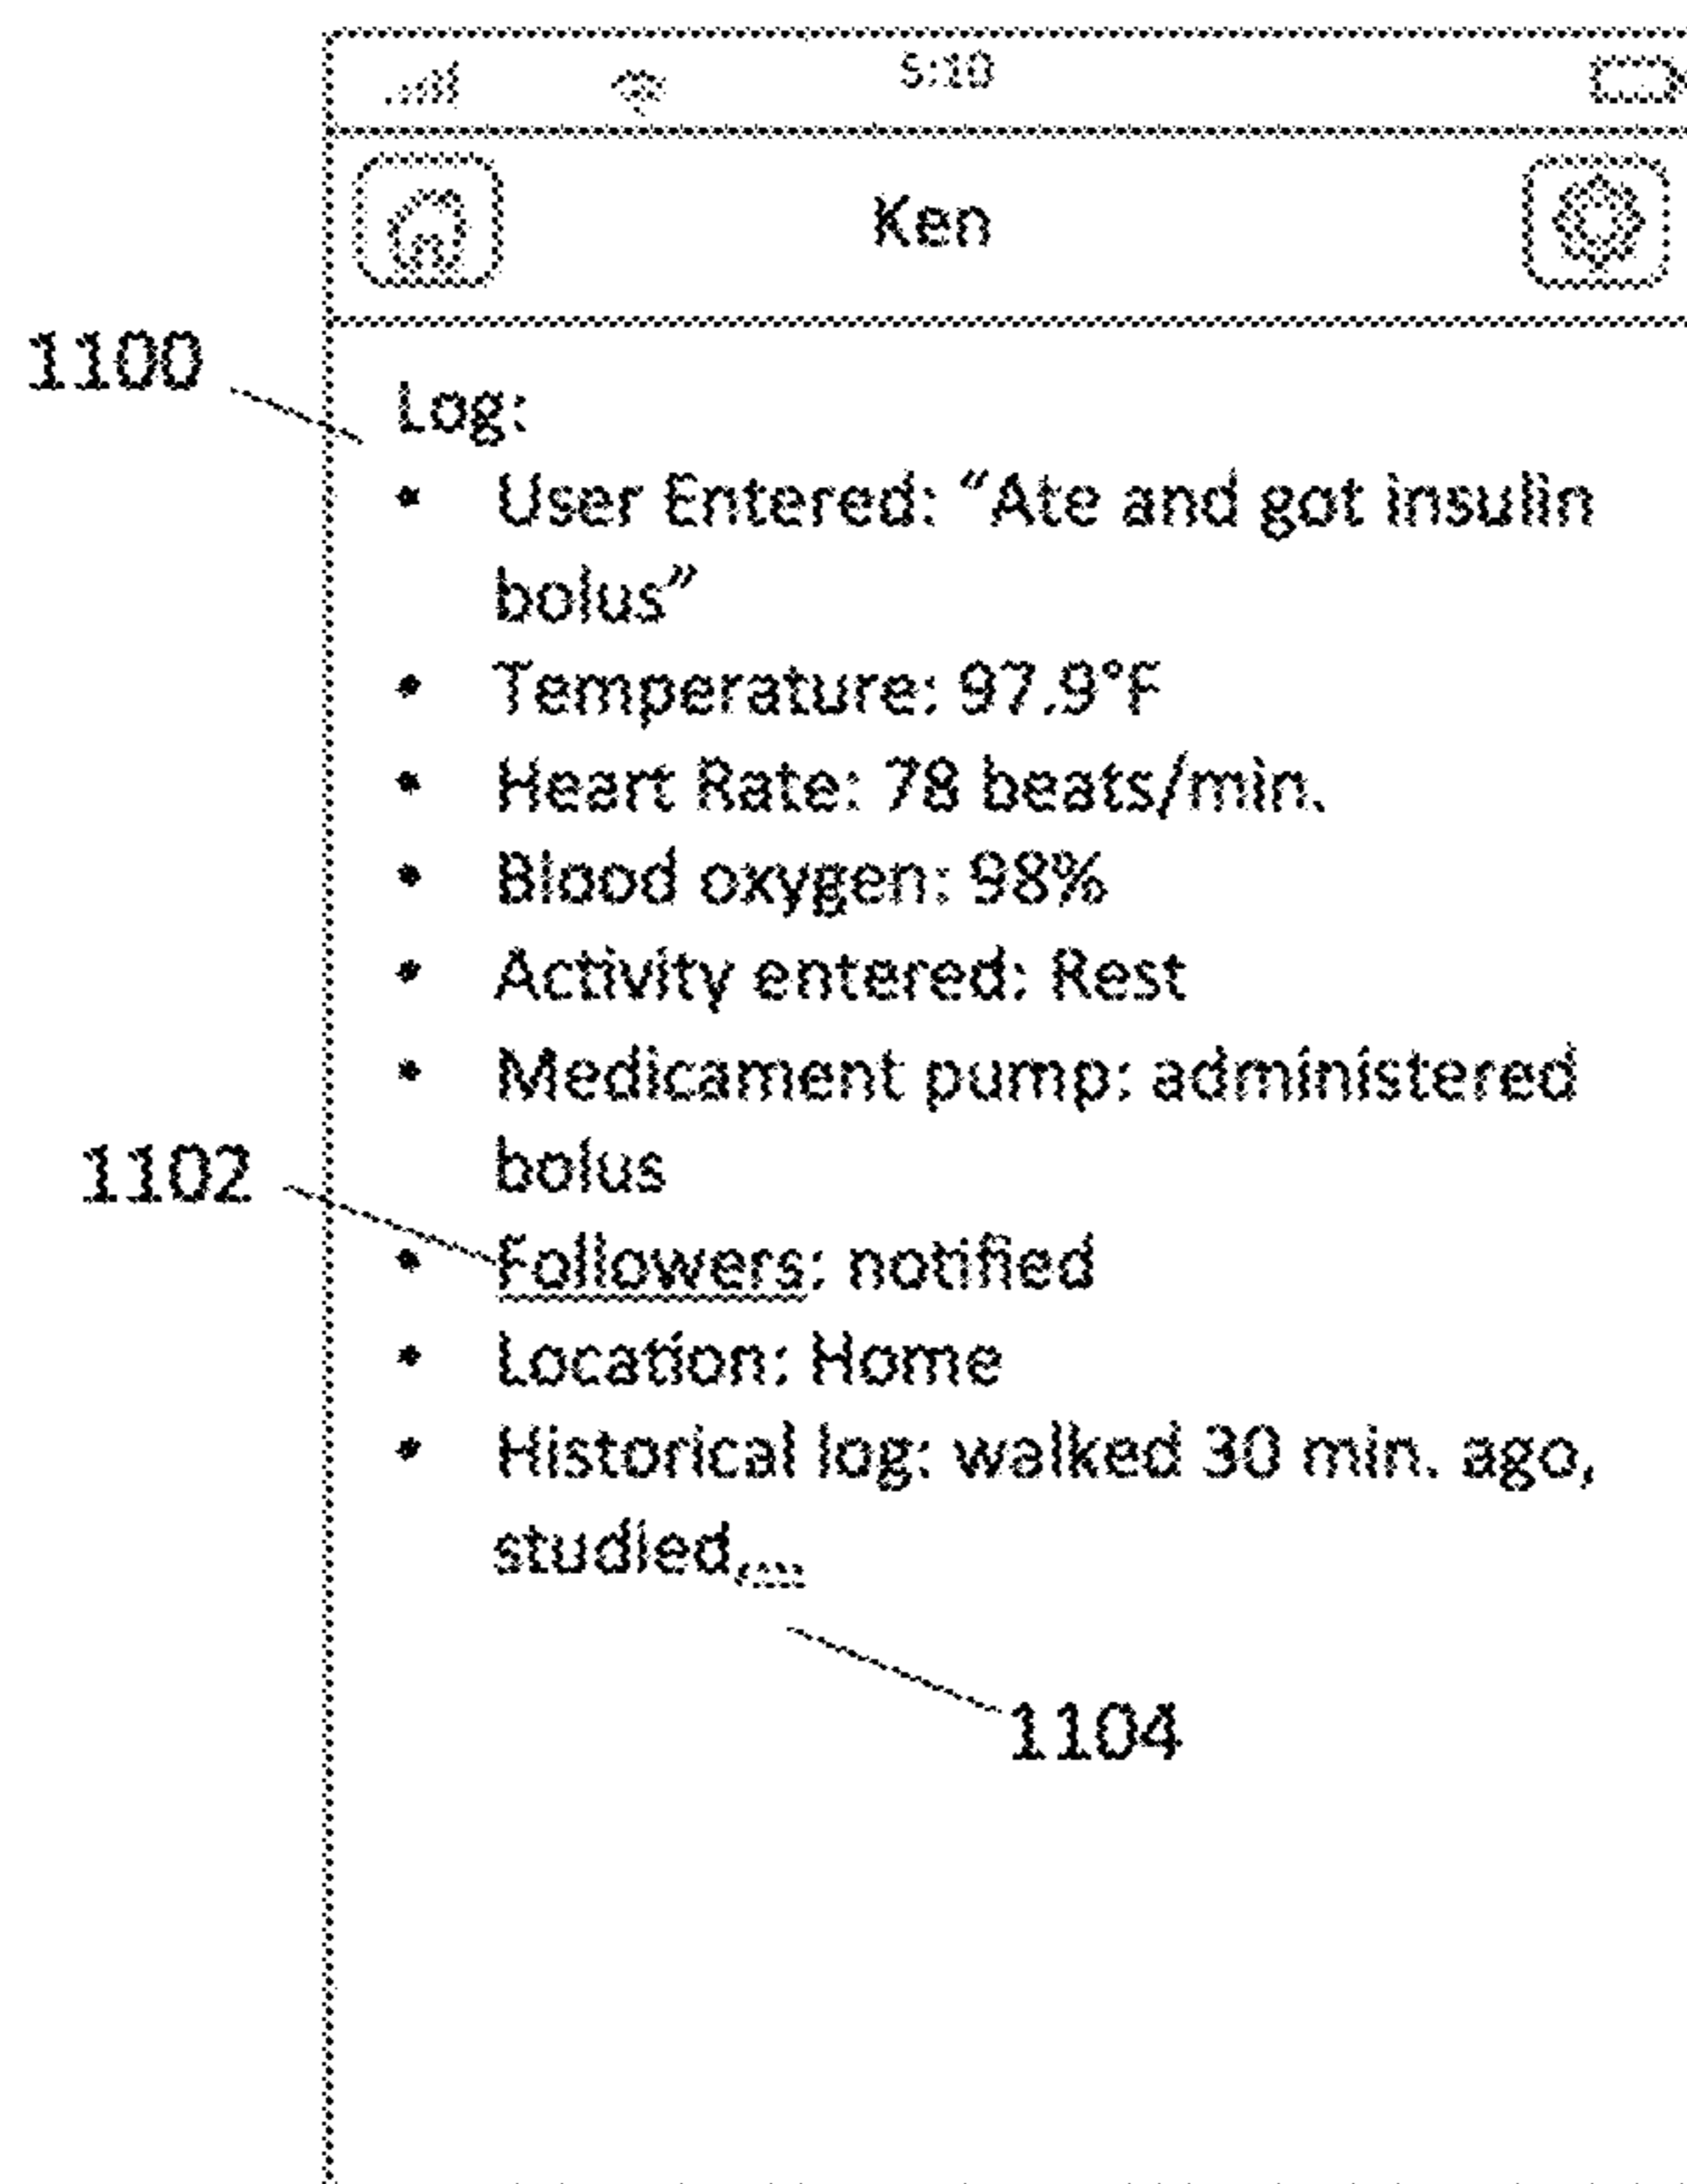 5:10
Ken
1100
Log:
• User Entered: “Ate and got insulin
bolus”
• Temperature: 97.9°F
• Heart Rate: 78 beats/min.
• Blood oxygen: 98%
• Activity entered: Rest
• Medicament pump: administered
bolus
1102
• Followers: notified
• Location: Home
• Historical log: walked 30 min. ago,
studied,...
1104